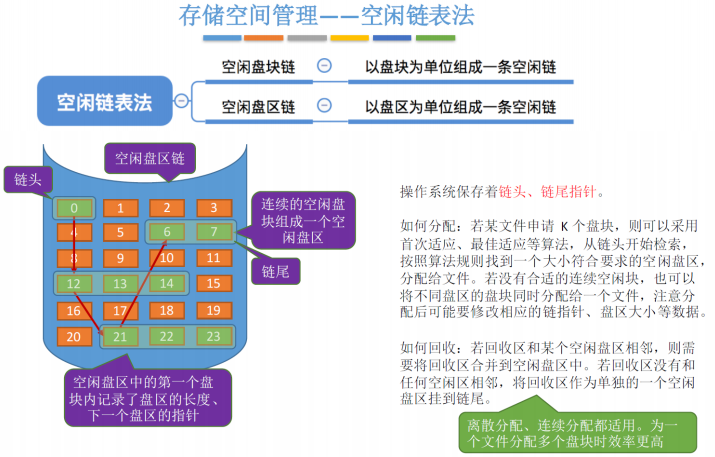 存储空间管理——空闲链表法
空闲盘块链
以盘块为单位组成一条空闲链
空闲链表法
空闲盘区链
以盘区为单位组成一条空闲链
空闲盘区链
链头
0 1 2 3
4 5 6 7
8 9 10 11
12 13 14 15
16 17 18 19
20 21 22 23
连续的空闲盘
块组成一个空
闲盘区
链尾
空闲盘区中的第一个盘
块内记录了盘区的长度、
下一个盘区的指针
操作系统保存着链头、链尾指针。
如何分配：若某文件申请 K 个盘块，则可以采用
首次适应、最佳适应等算法，从链头开始检索，
按照算法规则找到一个大小符合要求的空闲盘区，
分配给文件。若没有合适的连续空闲块，也可以
将不同盘区的盘块同时分配给一个文件，注意分
配后可能要修改相应的链指针、盘区大小等数据。
如何回收：若回收区和某个空闲盘区相邻，则需
要将回收区合并到空闲盘区中。若回收区没有和
任何空闲区相邻，将回收区作为单独的一个空闲
盘区挂到链尾。
离散分配、连续分配都适用。为一
个文件分配多个盘块时效率更高